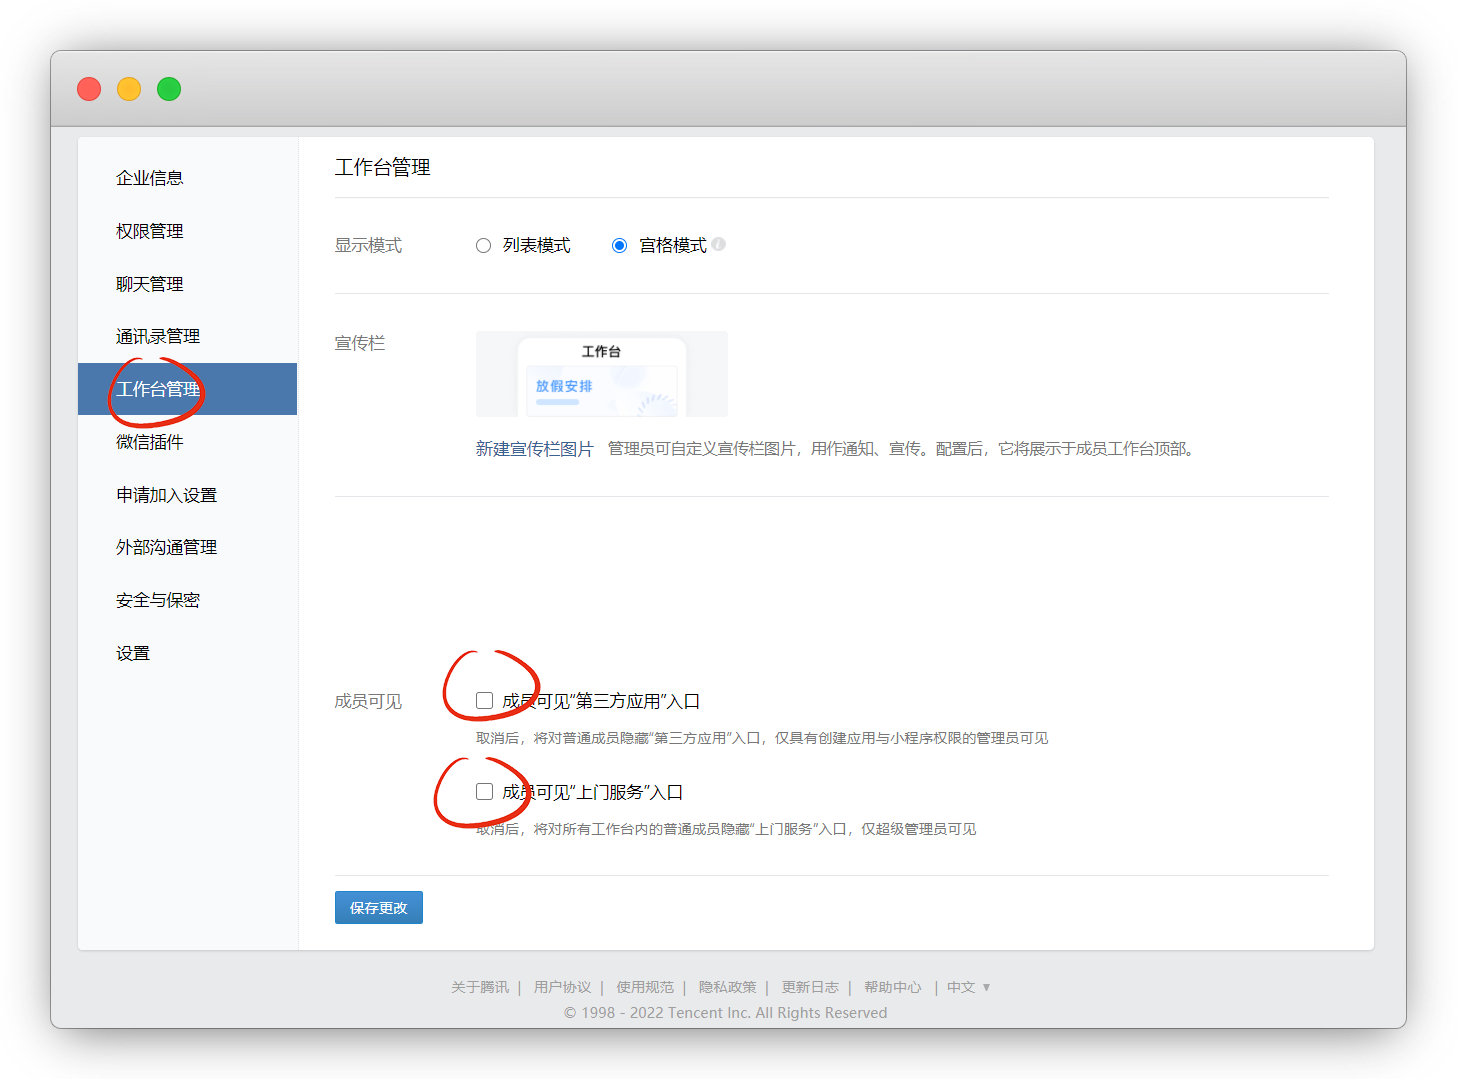 企业信息
权限管理
聊天管理
通讯录管理
工作台管理
微信插件
申请加入设置
外部沟通管理
安全与保密
设置
工作台管理
显示模式 列表模式 宫格模式
宣传栏
工作台
放假安排
新建宣传栏图片 管理员可自定义宣传栏图片，用作通知、宣传。配置后，它将展示于成员工作台顶部。
成员可见 成员可见“第三方应用”入口
取消后，将对普通成员隐藏“第三方应用”入口，仅具有创建应用与小程序权限的管理员可见
成员可见“上门服务”入口
取消后，将对所有工作台内的普通成员隐藏“上门服务”入口，仅超级管理员可见
保存更改
关于腾讯 | 用户协议 | 使用规范 | 隐私政策 | 更新日志 | 帮助中心 | 中文 ▼
© 1998 - 2022 Tencent Inc. All Rights Reserved